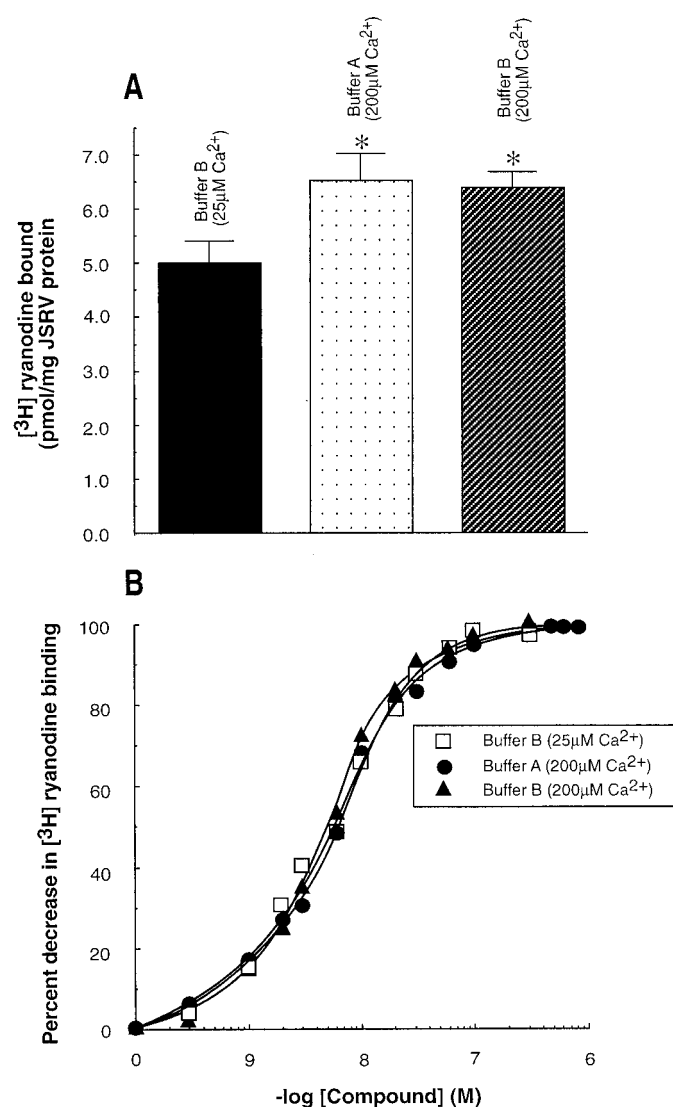 A
Buffer B
(25µM Ca2+)
Buffer A
(200µM Ca2+)
Buffer B
(200µM Ca2+)
*
*
[3H] ryanodine bound
(pmol/mg JSRV protein
7.0
6.0
5.0
4.0
3.0
2.0
1.0
0.0
B
Percent decrease in [3H] ryanodine binding
100
80
60
40
20
0
Buffer B (25µM Ca2+)
Buffer A (200µM Ca2+)
Buffer B (200µM Ca2+)
0 9 8 7 6
-log [Compound] (M)